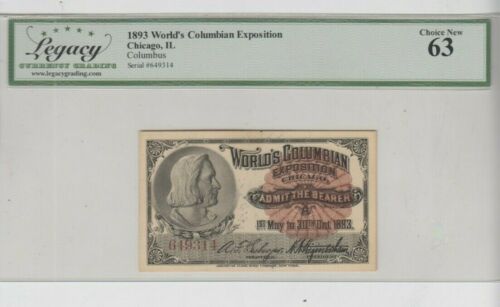 Legacy
CURRENCY GRADING
www.legacygrading.com
1893 World's Columbian Exposition
Chicago, IL
Columbus
Serial #649314
Choice New
63
WORLD'S COLUMBIAN
EXPOSITION
CHICAGO
ADMIT THE BEARER
1ST May to 30TH Oct. 1893.
649314
PRESIDENT